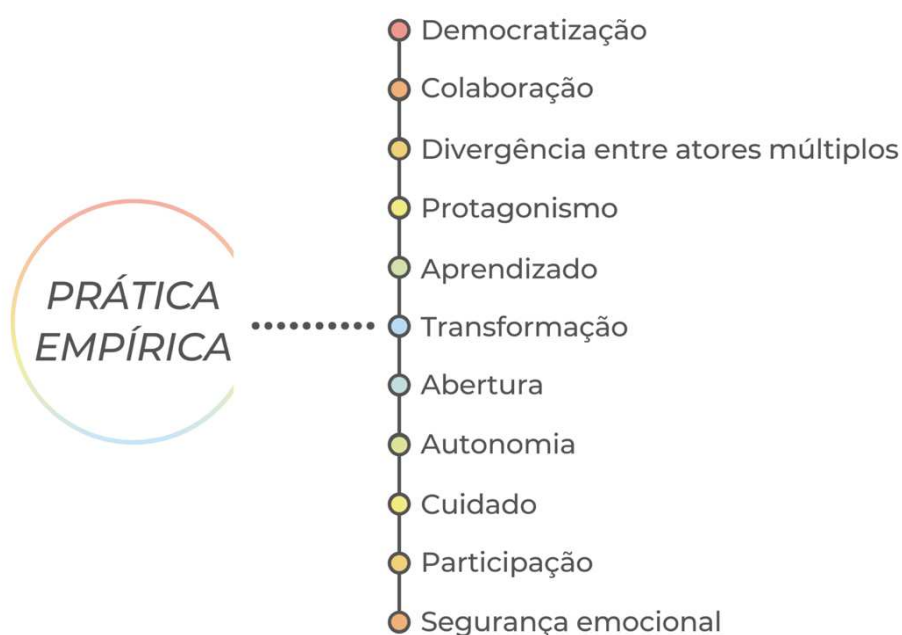 Democratização
Colaboração
Divergência entre atores múltiplos
Protagonismo
Aprendizado
PRÁTICA
EMPÍRICA
Transformação
Abertura
Autonomia
Cuidado
Participação
Segurança emocional